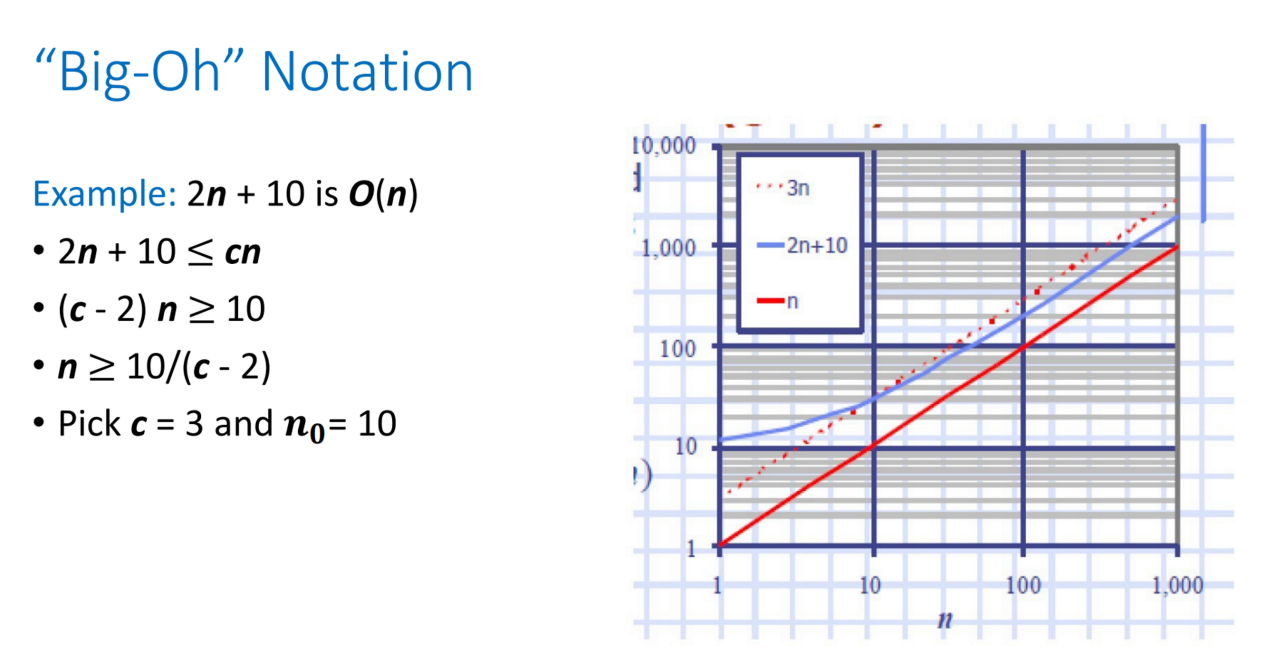 “Big-Oh” Notation
Example: 2n + 10 is O(n)
• 2n + 10 ≤ cn
• (c - 2) n ≥ 10
• n ≥ 10/(c - 2)
• Pick c = 3 and n₀= 10
10,000
1,000
100
10
1
3n
2n+10
n
1
10
100
1,000
n